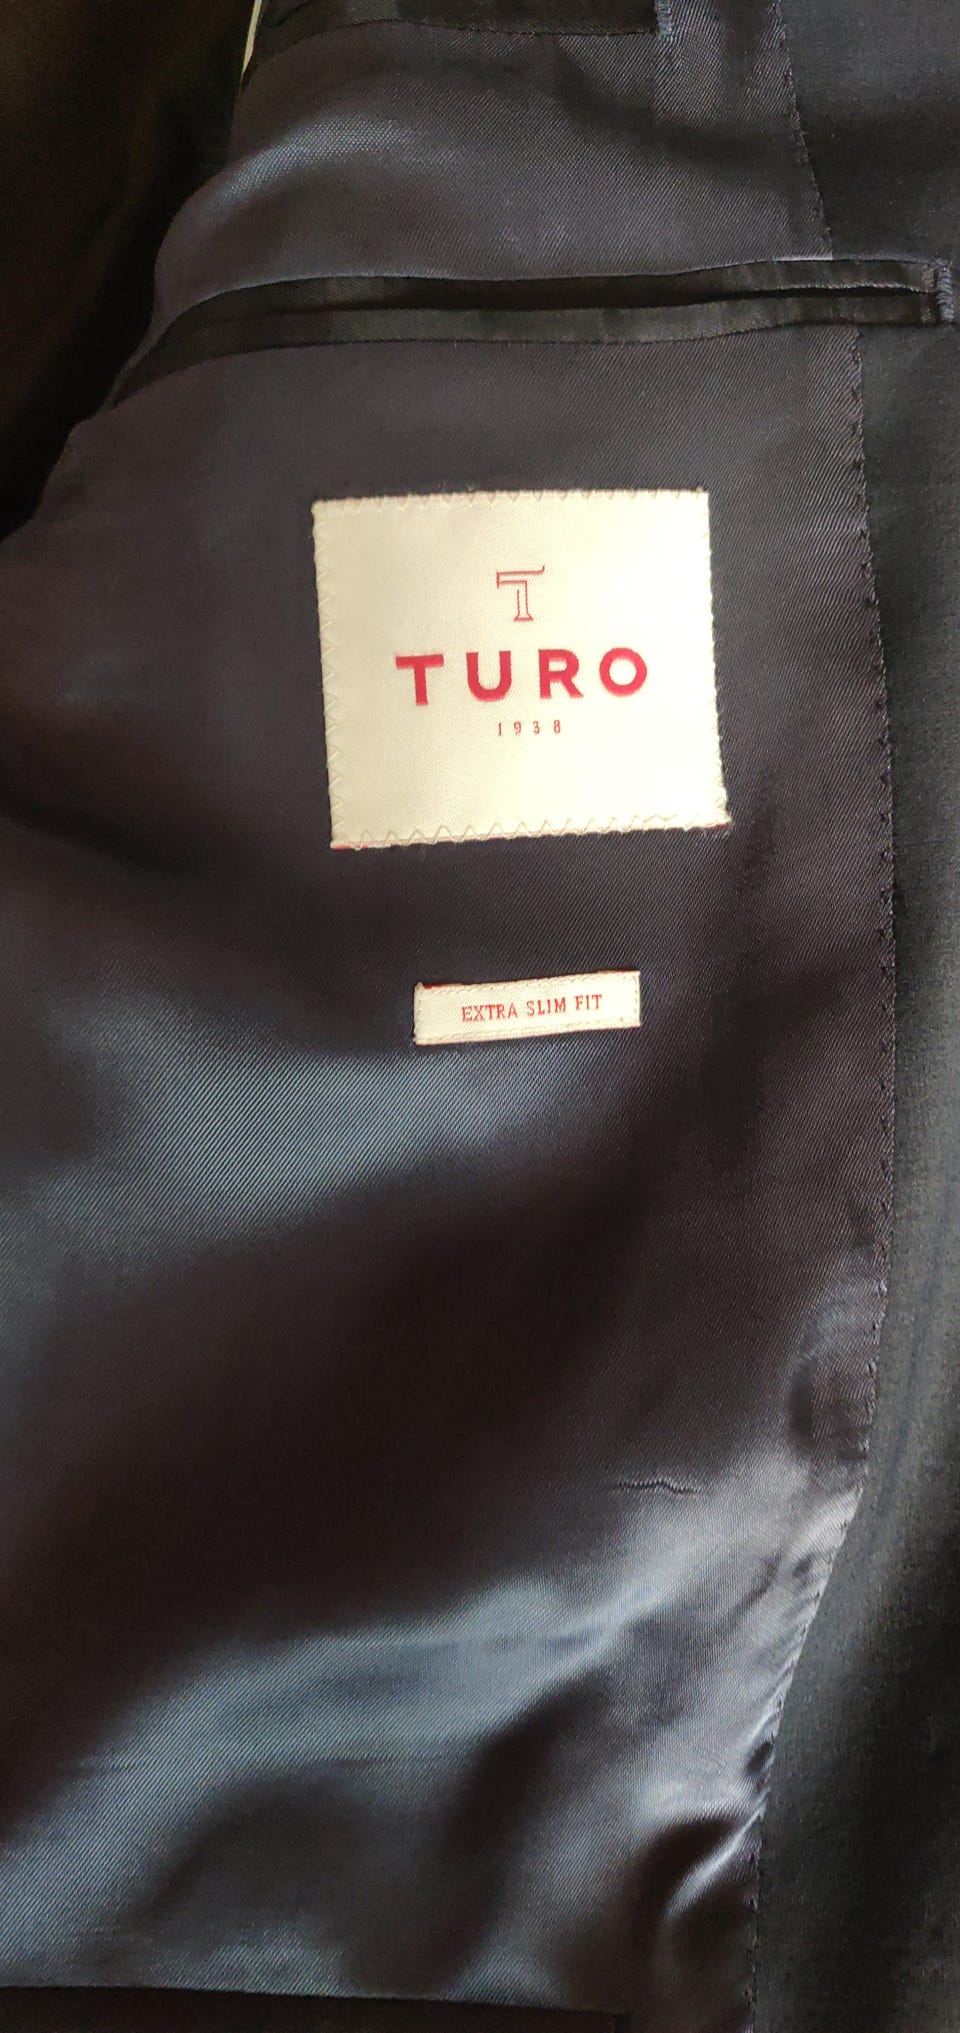 T
TURO
1938
EXTRA SLIM FIT